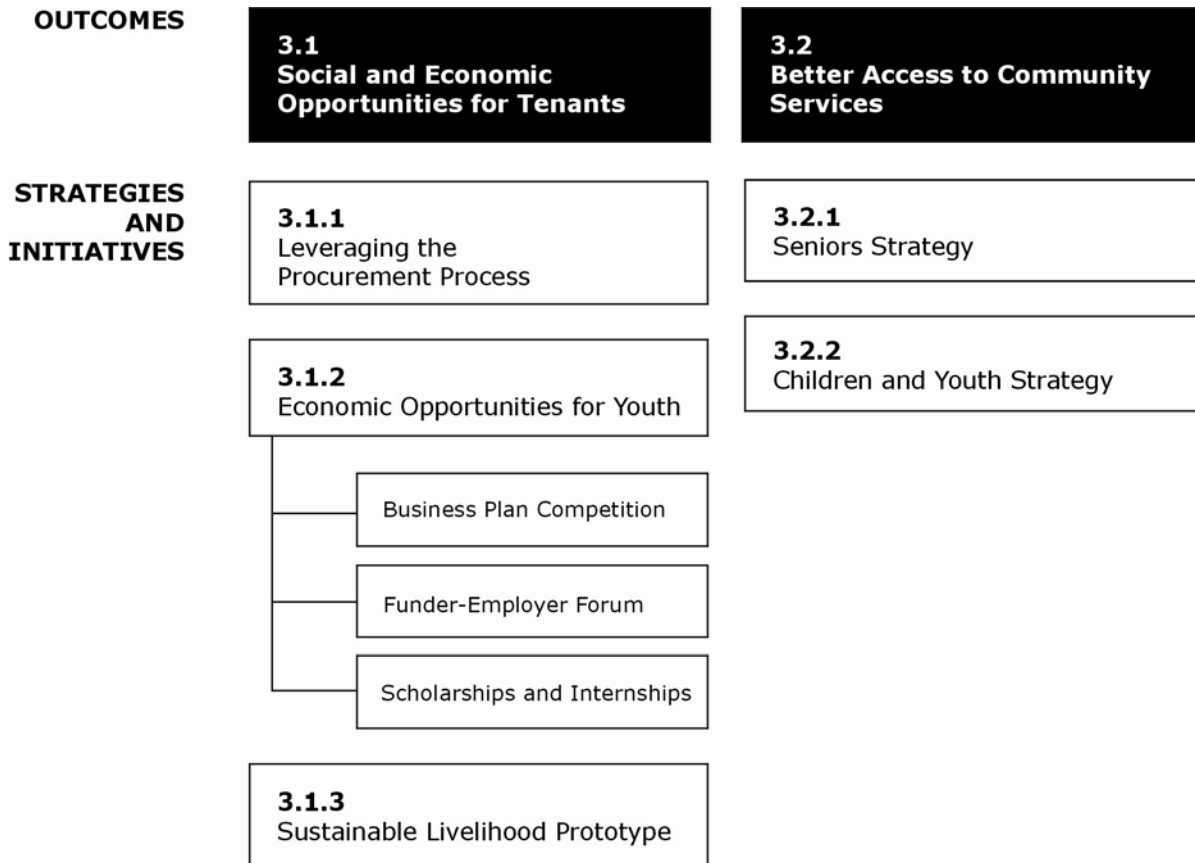 OUTCOMES
3.1
Social and Economic
Opportunities for Tenants
3.2
Better Access to Community
Services
STRATEGIES
AND
INITIATIVES
3.1.1
Leveraging the
Procurement Process
3.1.2
Economic Opportunities for Youth
Business Plan Competition
Funder-Employer Forum
Scholarships and Internships
3.1.3
Sustainable Livelihood Prototype
3.2.1
Seniors Strategy
3.2.2
Children and Youth Strategy